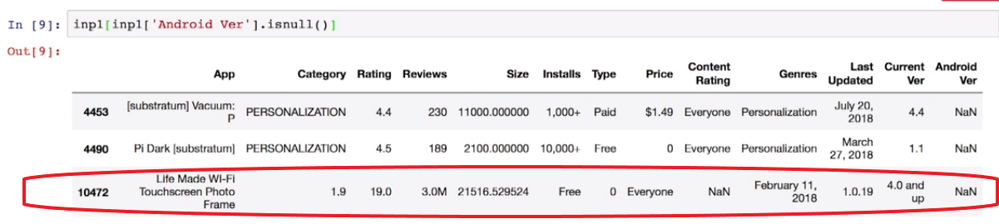 In [9]: inp1[inp1['Android Ver'].isnull()]
Out[9]:
App Category Rating Reviews Size Installs Type Price Content Rating Genres Last Updated Current Ver Android Ver
4453 [substratum] Vacuum: P PERSONALIZATION 4.4 230 11000.000000 1,000+ Paid $1.49 Everyone Personalization July 20, 2018 4.4 NaN
4490 Pi Dark [substratum] PERSONALIZATION 4.5 189 2100.000000 10,000+ Free 0 Everyone Personalization March 27, 2018 1.1 NaN
10472 Life Made WI-Fi Touchscreen Photo Frame 1.9 19.0 3.0M 21516.529524 Free 0 Everyone NaN February 11, 2018 1.0.19 4.0 and up NaN